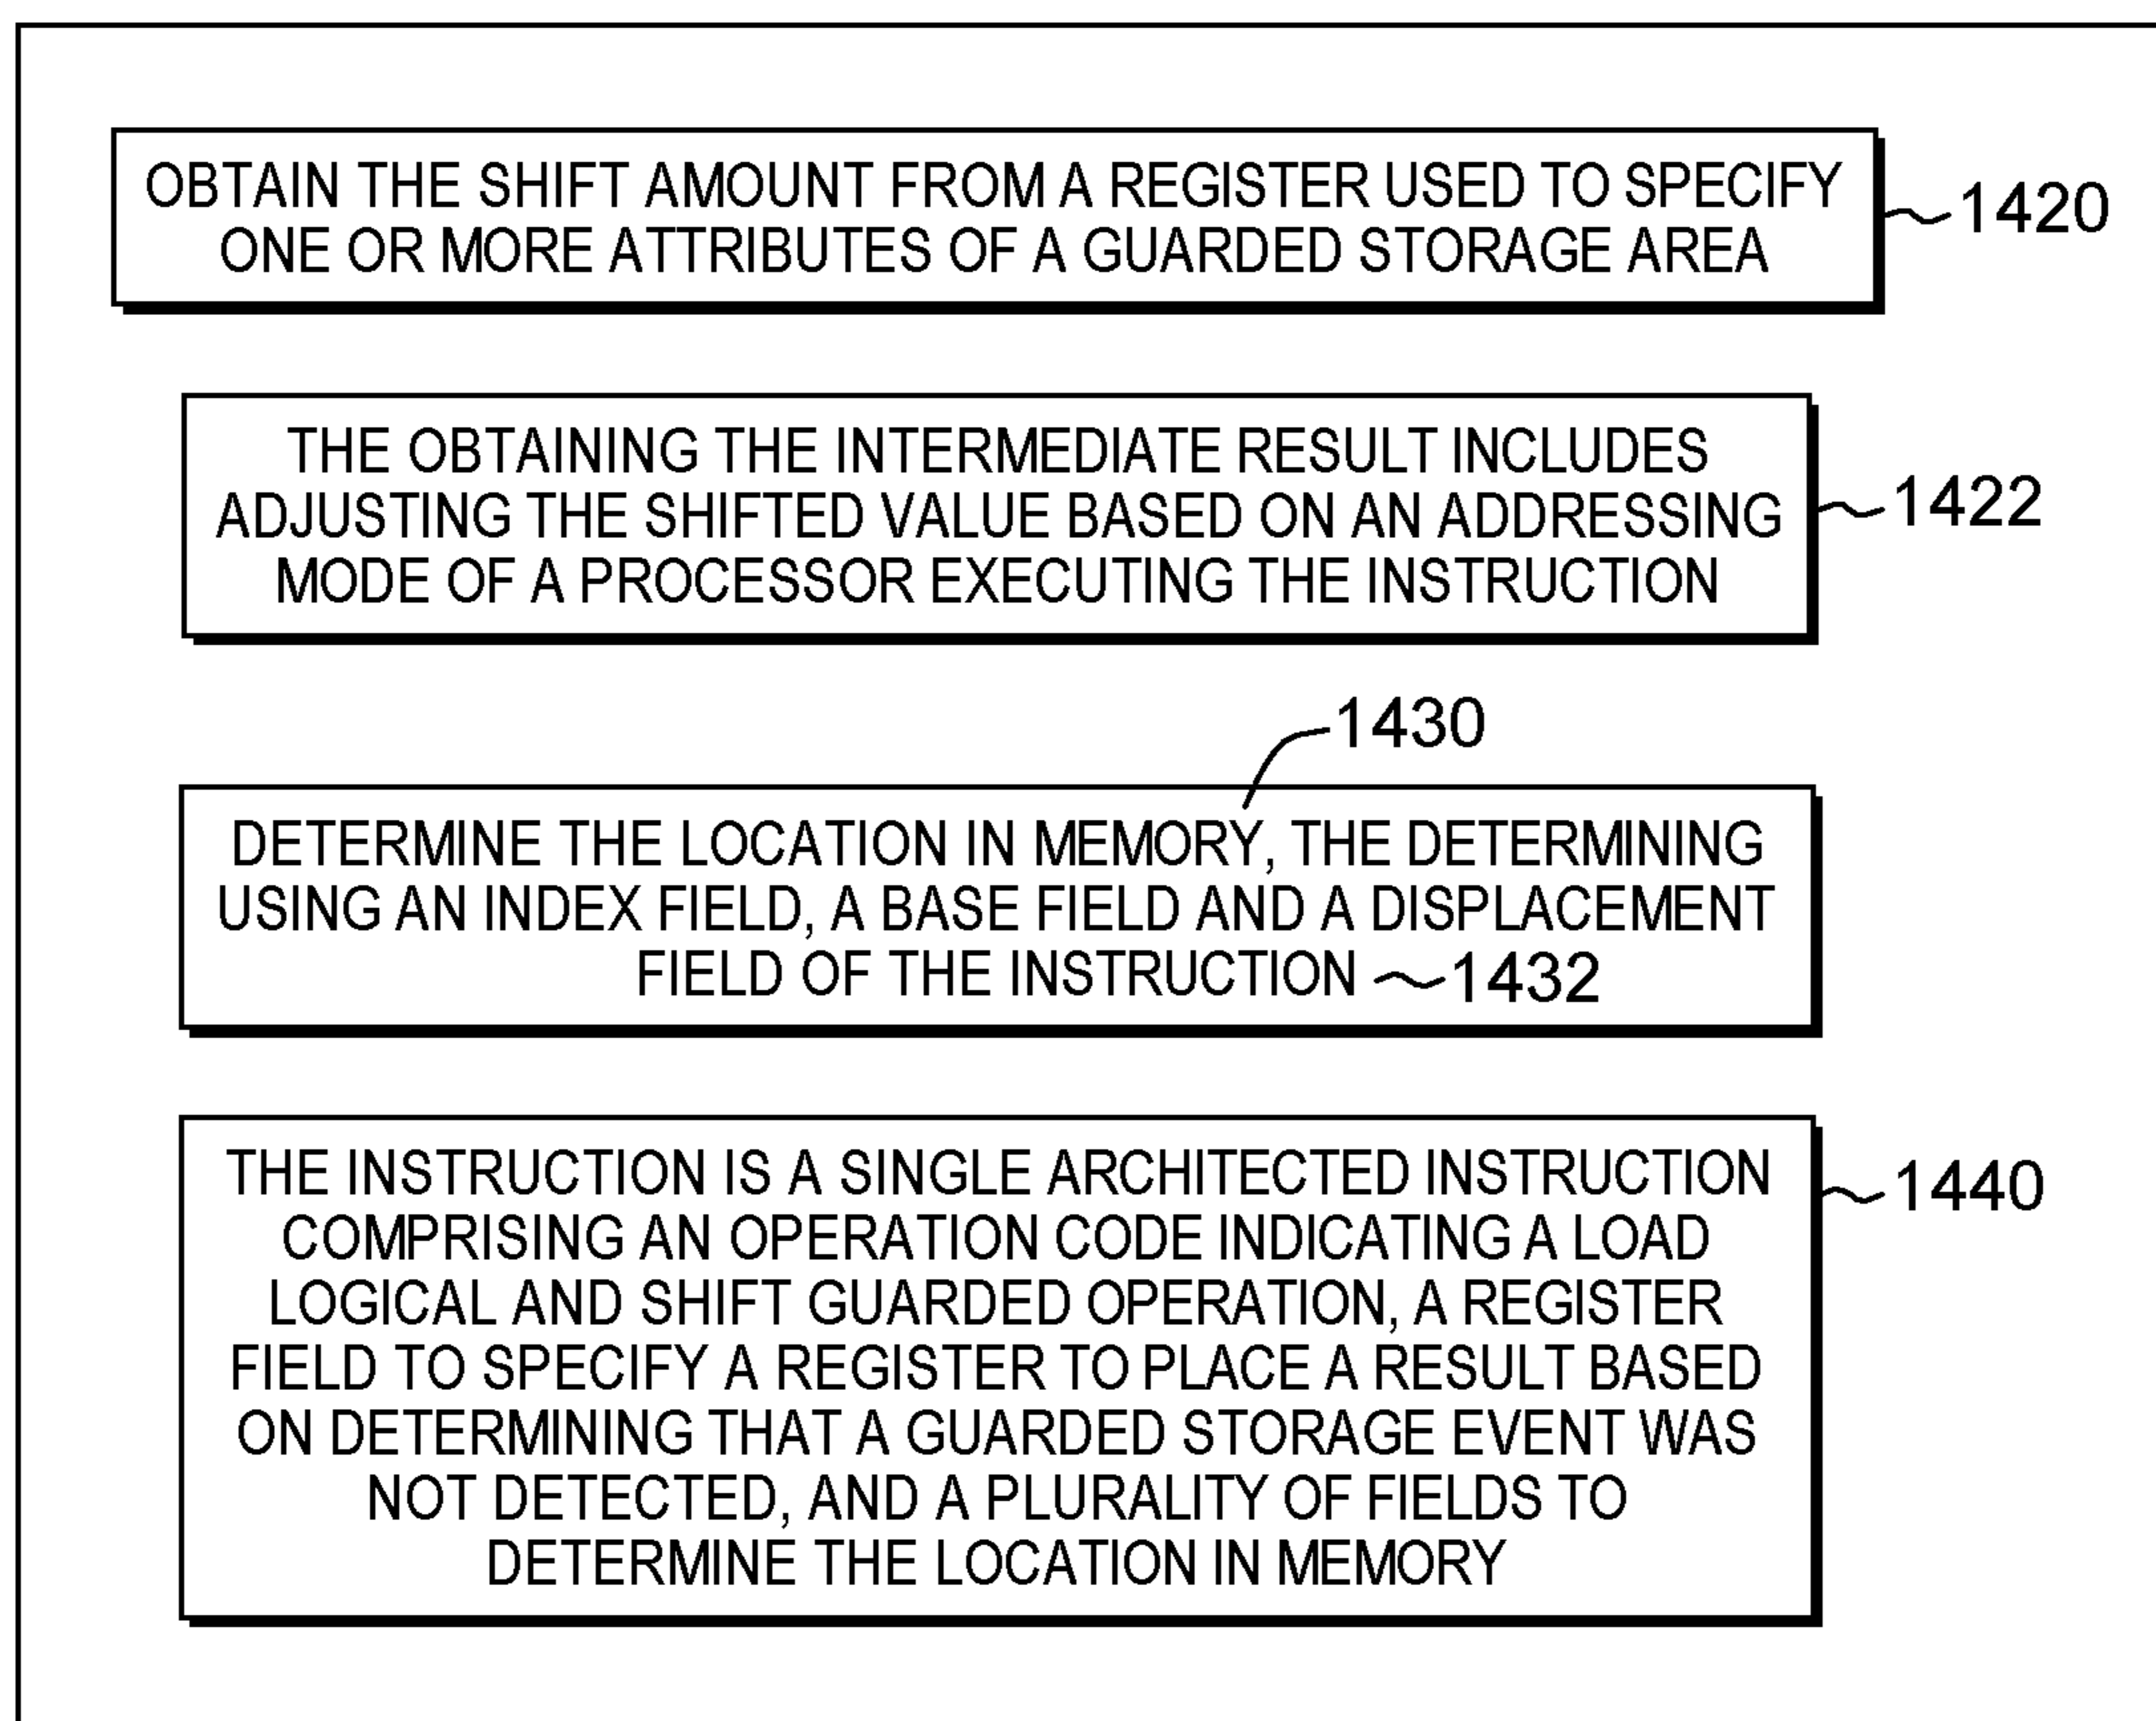 OBTAIN THE SHIFT AMOUNT FROM A REGISTER USED TO SPECIFY
ONE OR MORE ATTRIBUTES OF A GUARDED STORAGE AREA
1420
THE OBTAINING THE INTERMEDIATE RESULT INCLUDES
ADJUSTING THE SHIFTED VALUE BASED ON AN ADDRESSING
MODE OF A PROCESSOR EXECUTING THE INSTRUCTION
1422
1430
DETERMINE THE LOCATION IN MEMORY, THE DETERMINING
USING AN INDEX FIELD, A BASE FIELD AND A DISPLACEMENT
FIELD OF THE INSTRUCTION 1432
THE INSTRUCTION IS A SINGLE ARCHITECTED INSTRUCTION
COMPRISING AN OPERATION CODE INDICATING A LOAD
LOGICAL AND SHIFT GUARDED OPERATION, A REGISTER
FIELD TO SPECIFY A REGISTER TO PLACE A RESULT BASED
ON DETERMINING THAT A GUARDED STORAGE EVENT WAS
NOT DETECTED, AND A PLURALITY OF FIELDS TO
DETERMINE THE LOCATION IN MEMORY
1440